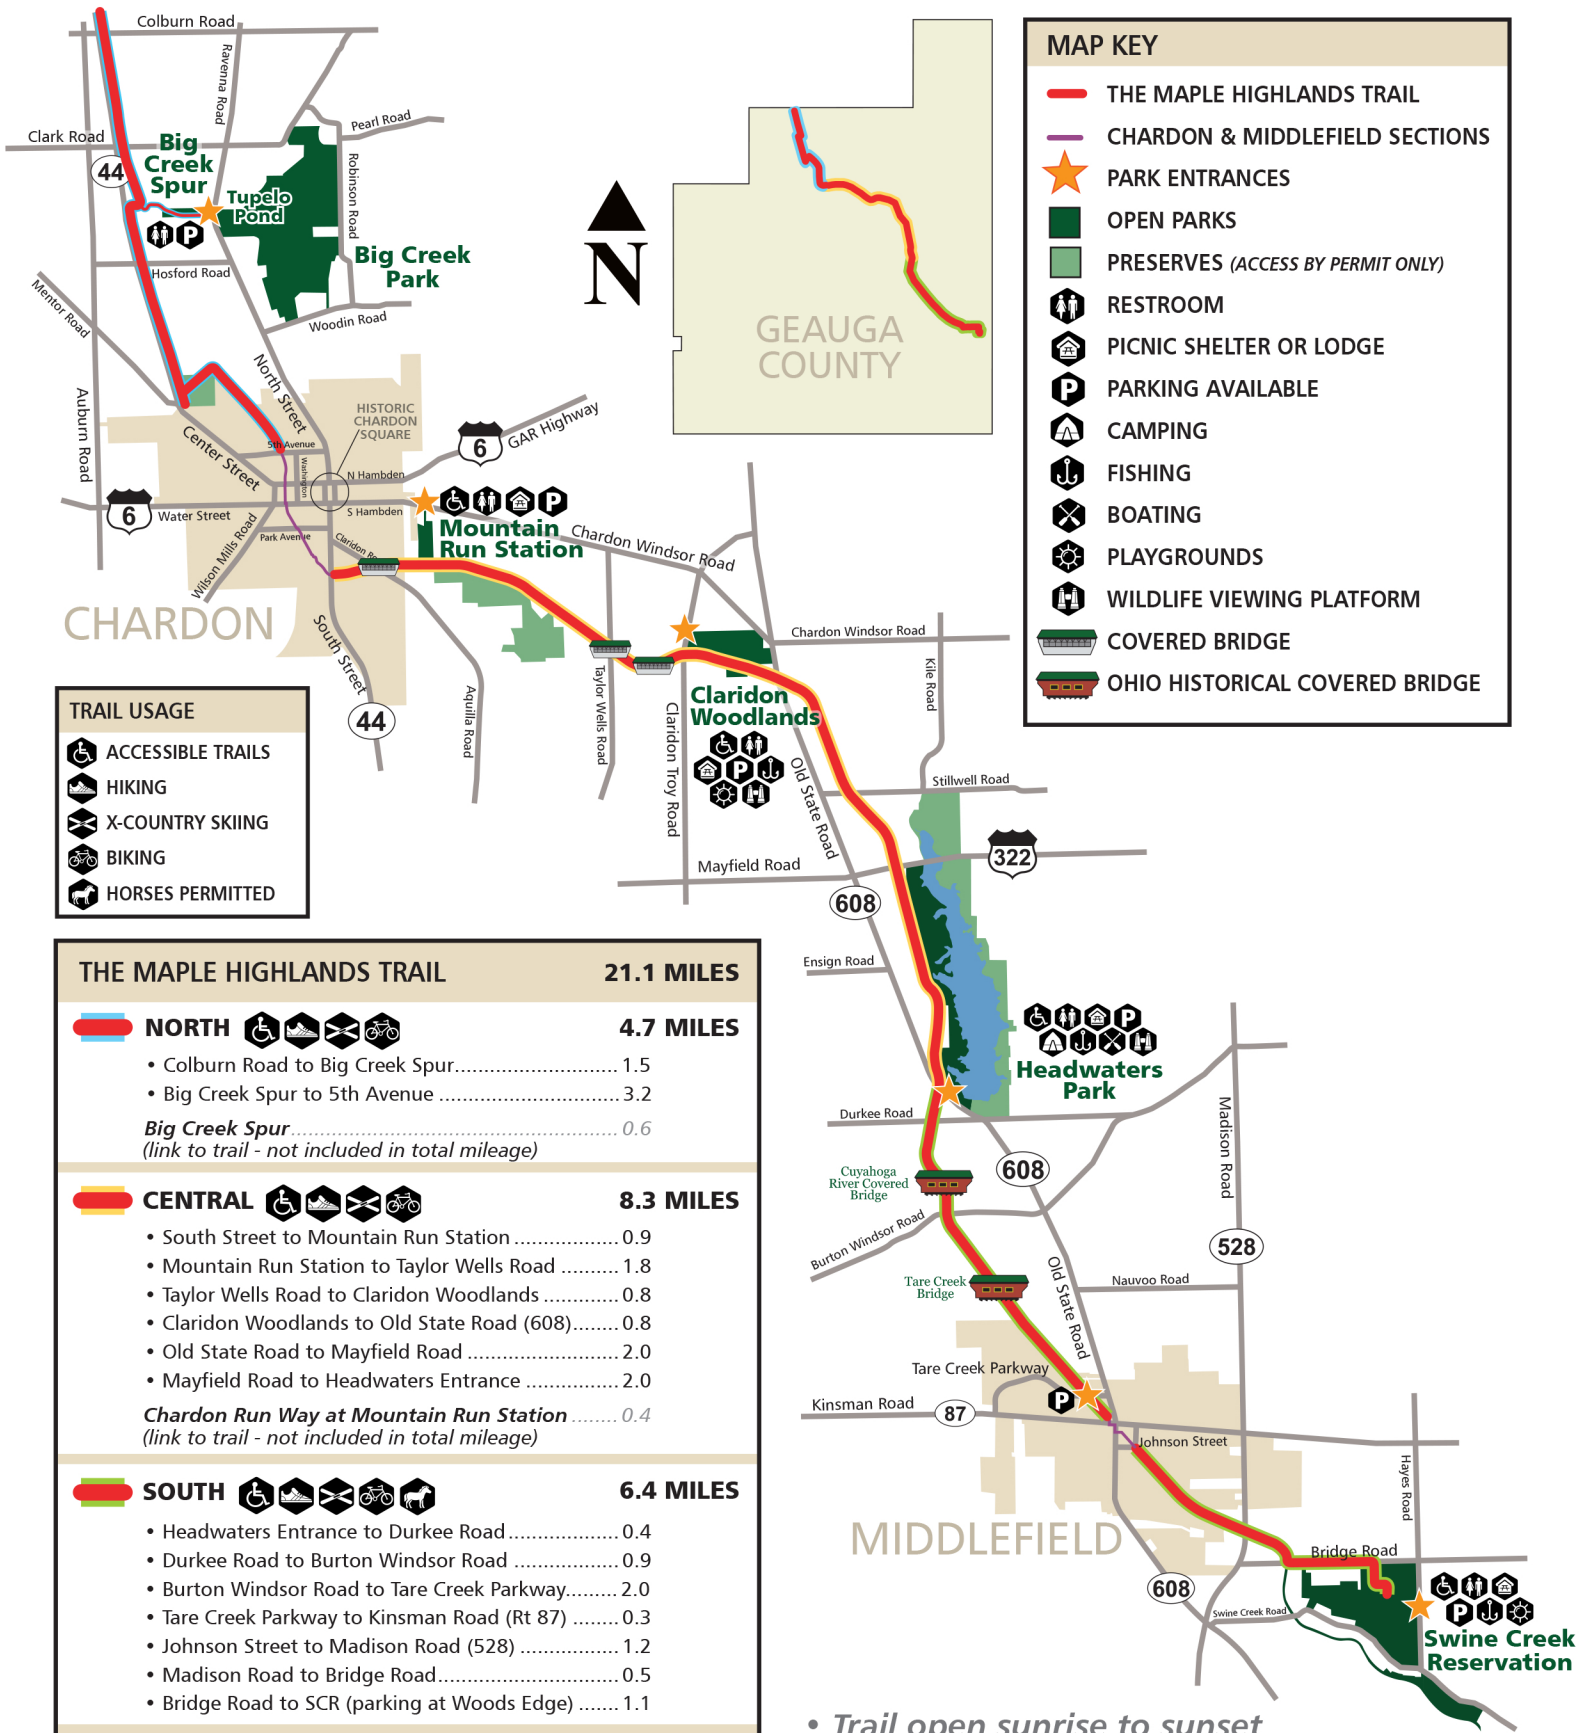 Colburn Road
Ravenna Road
Clark Road
Pearl Road
44
Big
Creek
Spur
Tupelo
Pond
Robinson Road
P
Big Creek
Park
Hosford Road
Mentor Road
Woodin Road
North Street
Auburn Road
HISTORIC
CHARDON
SQUARE
GAR Highway
6
Center Street
5th Avenue
Washington
N Hambden
S Hambden
6
Water Street
Park Avenue
Wilson Mills Road
Claridon Ro
P
Mountain
Run Station
Chardon Windsor Road
CHARDON
South Street
44
Aquilla Road
Taylor Wells Road
Claridon Troy Road
Claridon
Woodlands
P
Chardon Windsor Road
Kile Road
Old State Road
Stillwell Road
322
Mayfield Road
608
Ensign Road
P
Headwaters
Park
Durkee Road
608
Madison Road
Cuyahoga
River Covered
Bridge
Burton Windsor Road
528
Tare Creek
Bridge
Old State Road
Nauvoo Road
Tare Creek Parkway
P
Kinsman Road
87
Johnson Street
Hayes Road
MIDDLEFIELD
Bridge Road
608
Swine Creek Road
P
Swine Creek
Reservation
N
GEAUGA
COUNTY
MAP KEY
THE MAPLE HIGHLANDS TRAIL
CHARDON & MIDDLEFIELD SECTIONS
PARK ENTRANCES
OPEN PARKS
PRESERVES (ACCESS BY PERMIT ONLY)
RESTROOM
PICNIC SHELTER OR LODGE
P PARKING AVAILABLE
CAMPING
FISHING
BOATING
PLAYGROUNDS
WILDLIFE VIEWING PLATFORM
COVERED BRIDGE
OHIO HISTORICAL COVERED BRIDGE
TRAIL USAGE
ACCESSIBLE TRAILS
HIKING
X-COUNTRY SKIING
BIKING
HORSES PERMITTED
THE MAPLE HIGHLANDS TRAIL 21.1 MILES
NORTH 4.7 MILES
• Colburn Road to Big Creek Spur............................ 1.5
• Big Creek Spur to 5th Avenue ............................... 3.2
Big Creek Spur......................................................... 0.6
(link to trail - not included in total mileage)
CENTRAL 8.3 MILES
• South Street to Mountain Run Station .................. 0.9
• Mountain Run Station to Taylor Wells Road .......... 1.8
• Taylor Wells Road to Claridon Woodlands ............. 0.8
• Claridon Woodlands to Old State Road (608)........ 0.8
• Old State Road to Mayfield Road .......................... 2.0
• Mayfield Road to Headwaters Entrance ................ 2.0
Chardon Run Way at Mountain Run Station ........ 0.4
(link to trail - not included in total mileage)
SOUTH 6.4 MILES
• Headwaters Entrance to Durkee Road................... 0.4
• Durkee Road to Burton Windsor Road .................. 0.9
• Burton Windsor Road to Tare Creek Parkway......... 2.0
• Tare Creek Parkway to Kinsman Road (Rt 87) ........ 0.3
• Johnson Street to Madison Road (528) ................. 1.2
• Madison Road to Bridge Road............................... 0.5
• Bridge Road to SCR (parking at Woods Edge) ....... 1.1
• Trail open sunrise to sunset